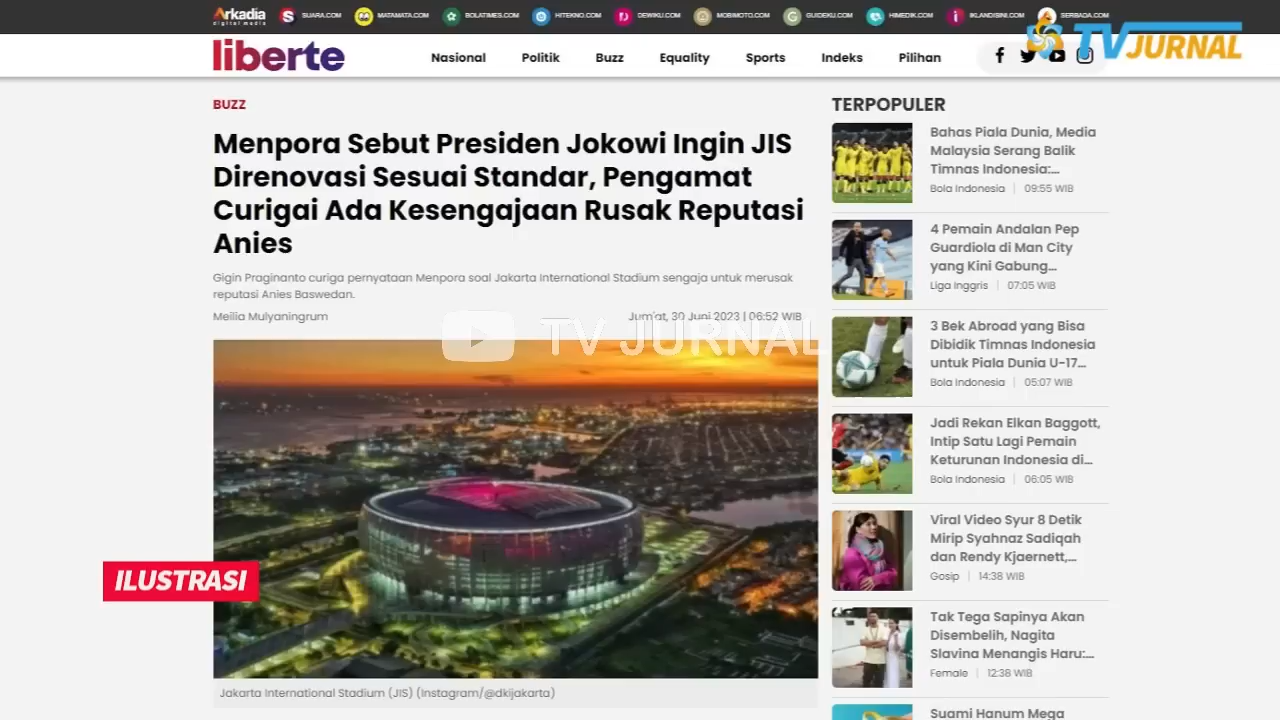 Arkadia
digital media
SUARA.COM
MATAMATA.COM
BOLATIMES.COM
HITEKNO.COM
DEWIKU.COM
MOBIMOTO.COM
GUIDEKU.COM
HIMEDIK.COM
IKLANDISINI.COM
SERBADA.COM
TV JURNAL
liberte
Nasional
Politik
Buzz
Equality
Sports
Indeks
Pilihan
BUZZ
Menpora Sebut Presiden Jokowi Ingin JIS
Direnovasi Sesuai Standar, Pengamat
Curigai Ada Kesengajaan Rusak Reputasi
Anies
Gigin Praginanto curiga pernyataan Menpora soal Jakarta International Stadium sengaja untuk merusak
reputasi Anies Baswedan.
Meilia Mulyaningrum
Jum'at, 30 Juni 2023 | 06:52 WIB
TV JURNAL
ILUSTRASI
Jakarta International Stadium (JIS) (Instagram/@dkijakarta)
TERPOPULER
Bahas Piala Dunia, Media
Malaysia Serang Balik
Timnas Indonesia:...
Bola Indonesia | 09:55 WIB
4 Pemain Andalan Pep
Guardiola di Man City
yang Kini Gabung...
Liga Inggris | 07:05 WIB
3 Bek Abroad yang Bisa
Dibidik Timnas Indonesia
untuk Piala Dunia U-17...
Bola Indonesia | 05:07 WIB
Jadi Rekan Elkan Baggott,
Intip Satu Lagi Pemain
Keturunan Indonesia di...
Bola Indonesia | 06:05 WIB
Viral Video Syur 8 Detik
Mirip Syahnaz Sadiqah
dan Rendy Kjaernett,...
Gosip | 14:38 WIB
Tak Tega Sapinya Akan
Disembelih, Nagita
Slavina Menangis Haru:...
Female | 12:38 WIB
Suami Hanum Mega